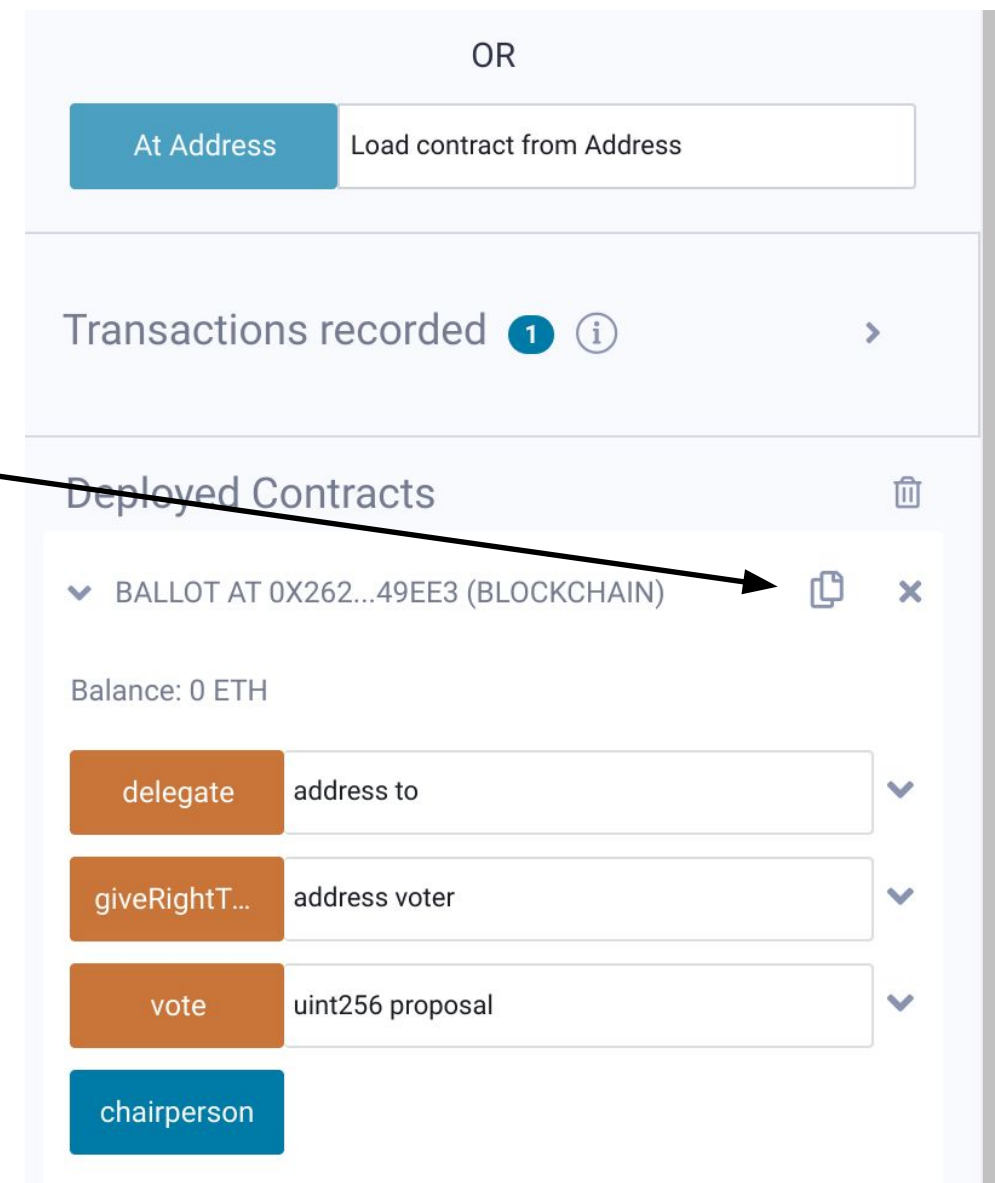 OR
At Address Load contract from Address
Transactions recorded 1 i
Deployed Contracts
BALLOT AT 0X262...49EE3 (BLOCKCHAIN)
Balance: 0 ETH
delegate address to
giveRightT... address voter
vote uint256 proposal
chairperson